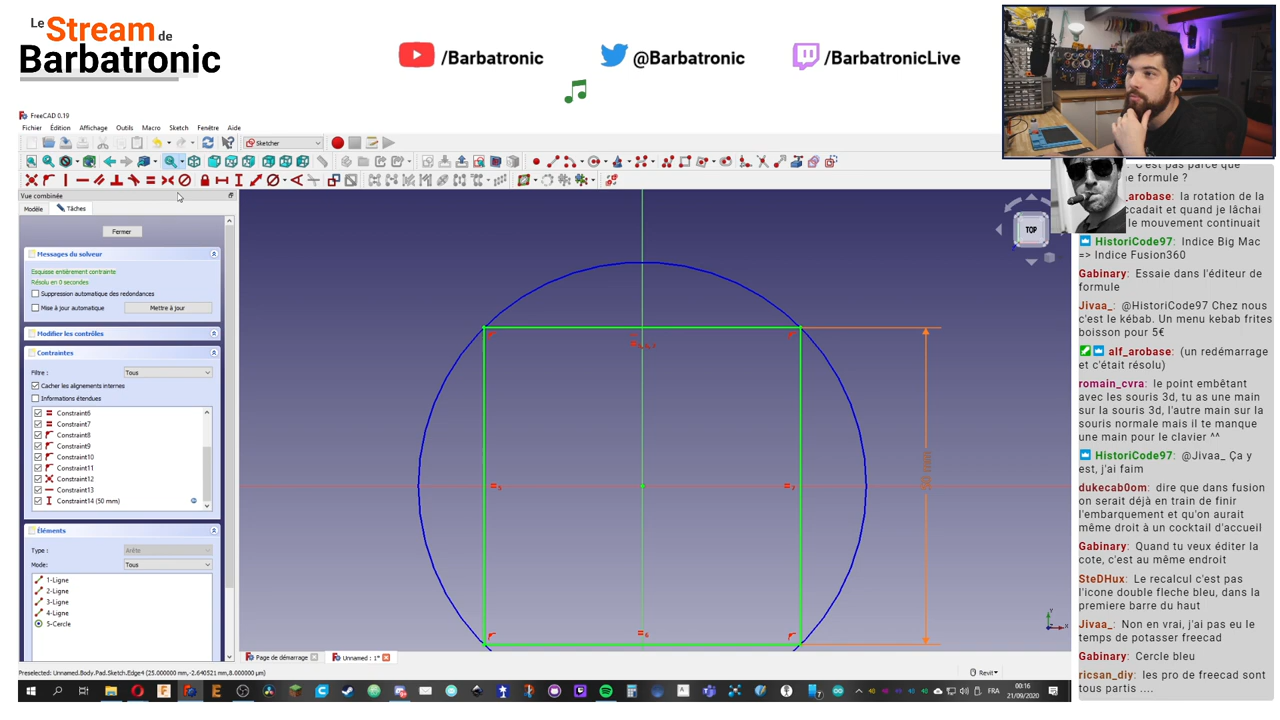 Le
Stream de
Barbatronic
/Barbatronic
@Barbatronic
/BarbatronicLive
FreeCAD 0.19
Fichier Édition Affichage Outils Macro Sketch Fenêtre Aide
Sketcher
Vue combinée
Modèle Tâches
Fermer
Messages du solveur
Esquisse entièrement contrainte
Résolu en 0 secondes
Suppression automatique des redondances
Mise à jour automatique Mettre à jour
Modifier les contrôles
Contraintes
Filtre : Tous
Cacher les alignements internes
Informations étendues
Constraint6
Constraint7
Constraint8
Constraint9
Constraint10
Constraint11
Constraint12
Constraint13
Constraint14 (50 mm)
Éléments
Type : Arête
Mode: Tous
1-Ligne
2-Ligne
3-Ligne
4-Ligne
5-Cercle
TOP
Page de démarrage Unnamed : 1*
Preselected: Unnamed.Body.Pad.Sketch.Edge4 (25.000000 mm,-2.640521 mm,8.000000 µm)
Revit
FRA
00:16
21/09/2020
C'est pas parce que
e formule ?
_arobase: la rotation de la
ccadait et quand je lâchai
le mouvement continuait
HistoriCode97: Indice Big Mac
=> Indice Fusion360
Gabinary: Essaie dans l'éditeur de
formule
Jivaa_: @HistoriCode97 Chez nous
c'est le kébab. Un menu kebab frites
boisson pour 5€
alf_arobase: (un redémarrage
et c'était résolu)
romain_cvra: le point embêtant
avec les souris 3d, tu as une main
sur la souris 3d, l'autre main sur la
souris normale mais il te manque
une main pour le clavier ^^
HistoriCode97: @Jivaa_ Ça y
est, j'ai faim
dukecab0om: dire que dans fusion
on serait déjà en train de finir
l'embarquement et qu'on aurait
même droit à un cocktail d'accueil
Gabinary: Quand tu veux éditer la
cote, c'est au même endroit
SteDHux: Le recalcul c'est pas
l'icone double fleche bleu, dans la
premiere barre du haut
Jivaa_: Non en vrai, j'ai pas eu le
temps de potasser freecad
Gabinary: Cercle bleu
ricsan_diy: les pro de freecad sont
tous partis ....